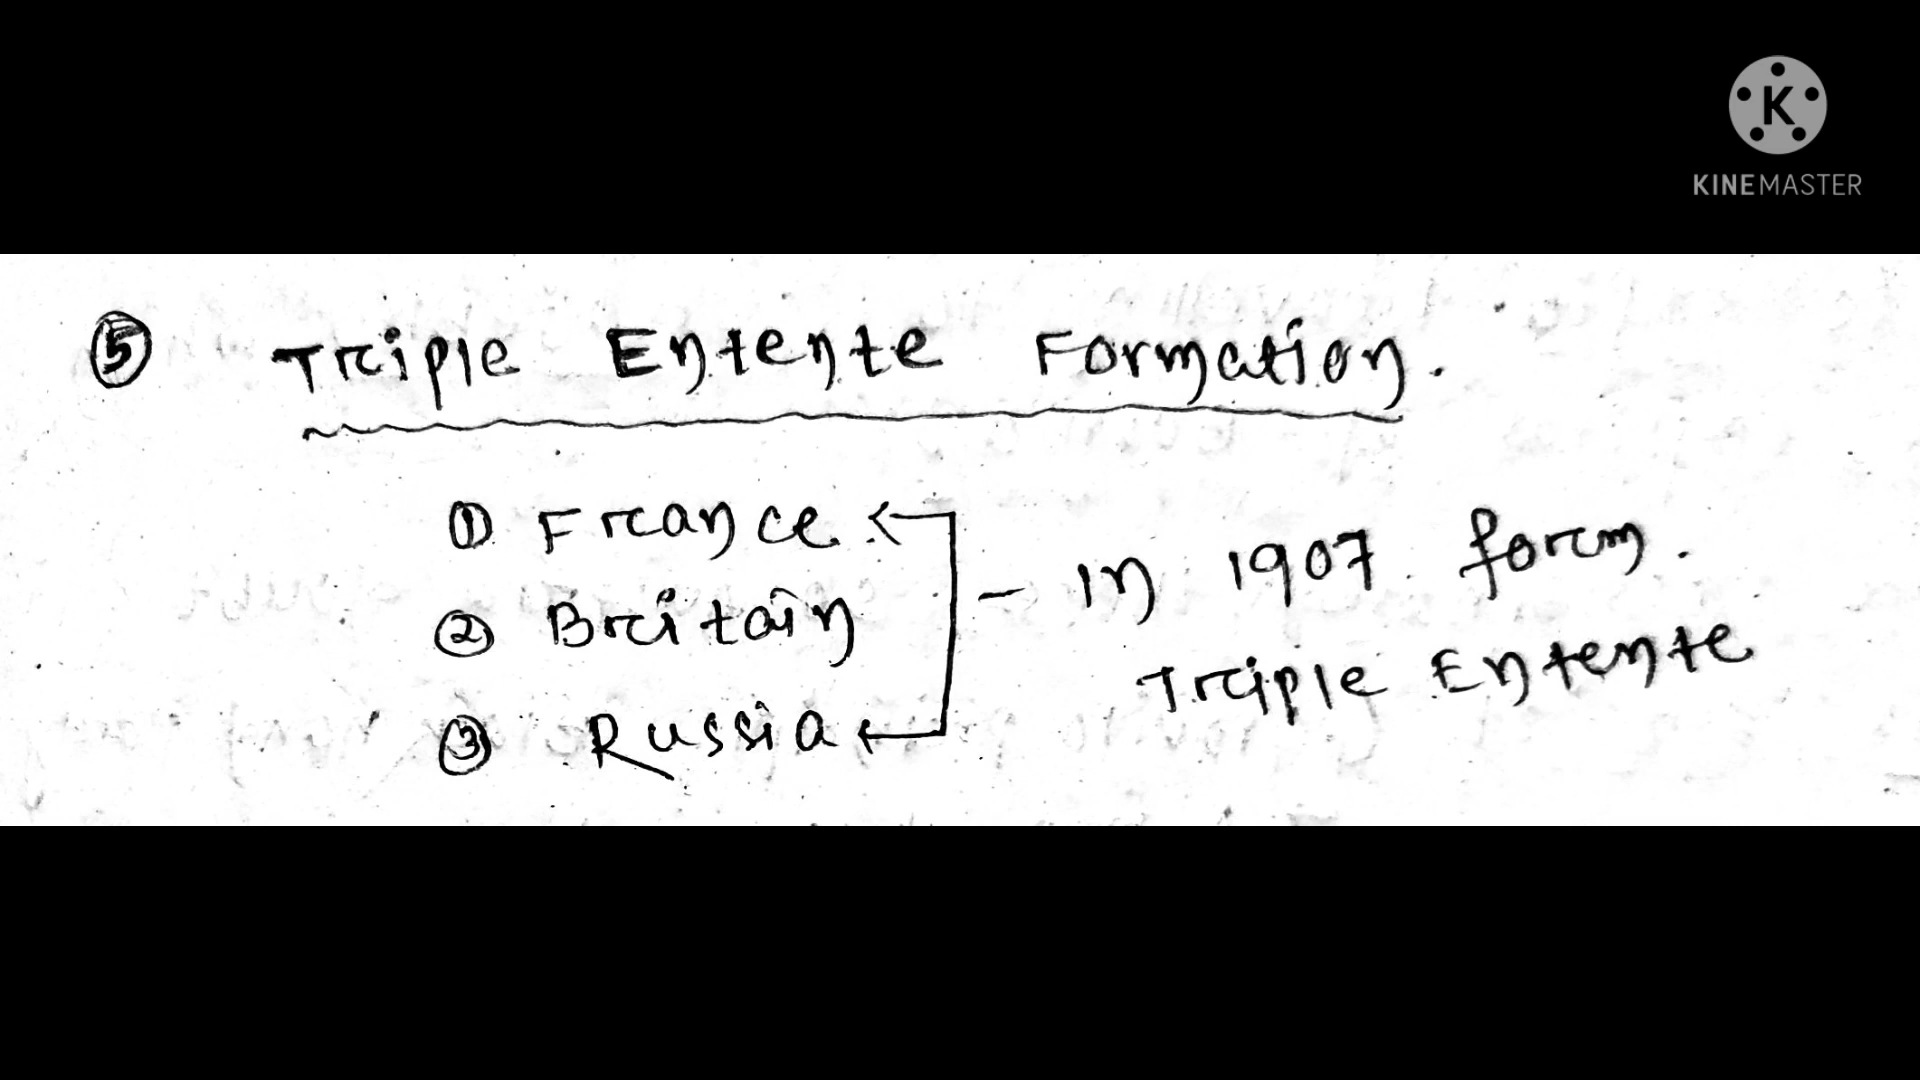 KINEMASTER
⑤ Triple Entente Formation.
① France
② Britain
③ Russia
- In 1907 form.
Triple Entente